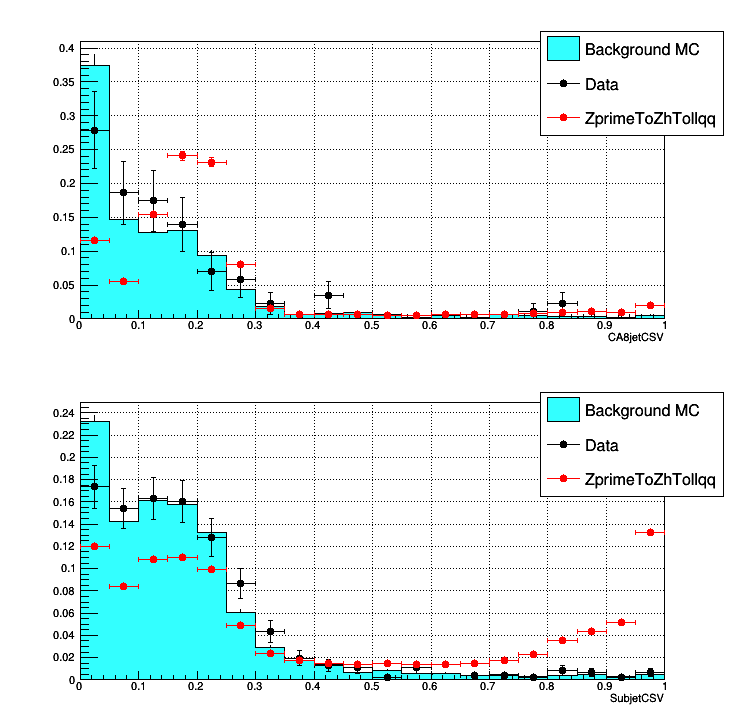 0.4
0.35
0.3
0.25
0.2
0.15
0.1
0.05
0
Background MC
Data
ZprimeToZhTollqq
0 0.1 0.2 0.3 0.4 0.5 0.6 0.7 0.8 0.9 1
CA8jetCSV
0.24
0.22
0.2
0.18
0.16
0.14
0.12
0.1
0.08
0.06
0.04
0.02
0
Background MC
Data
ZprimeToZhTollqq
0 0.1 0.2 0.3 0.4 0.5 0.6 0.7 0.8 0.9 1
SubjetCSV